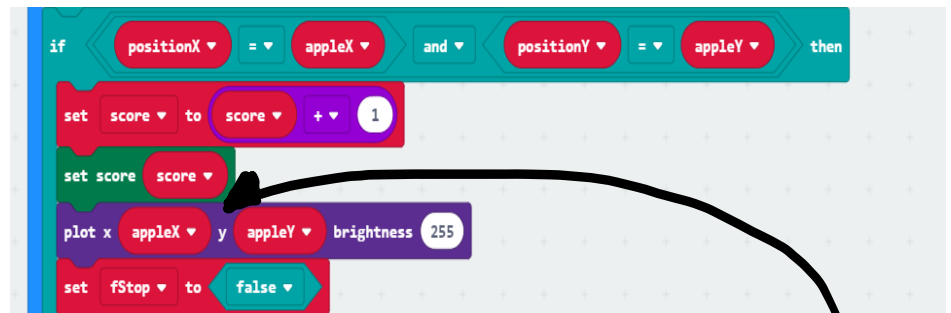 if positionX = appleX and positionY = appleY then
set score to score + 1
set score score
plot x appleX y appleY brightness 255
set fStop to false